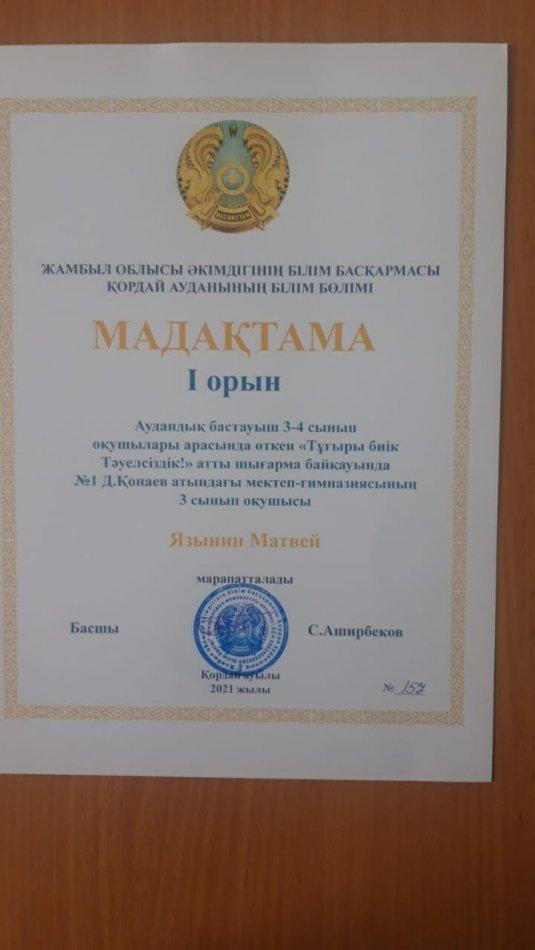 ҚАЗАҚСТАН
ЖАМБЫЛ ОБЛЫСЫ ӘКІМДІГІНІҢ БІЛІМ БАСҚАРМАСЫ
ҚОРДАЙ АУДАНЫНЫҢ БІЛІМ БӨЛІМІ
МАДАҚТАМА
I орын
Аудандық бастауыш 3-4 сынып
оқушылары арасында өткен «Тұғыры биік
Тәуелсіздік!» атты шығарма байқауында
№1 Д.Қонаев атындағы мектеп-гимназиясының
3 сынып оқушысы
Язынин Матвей
марапатталады
Басшы С.Аширбеков
Қордай ауылы
2021 жылы
№ 157